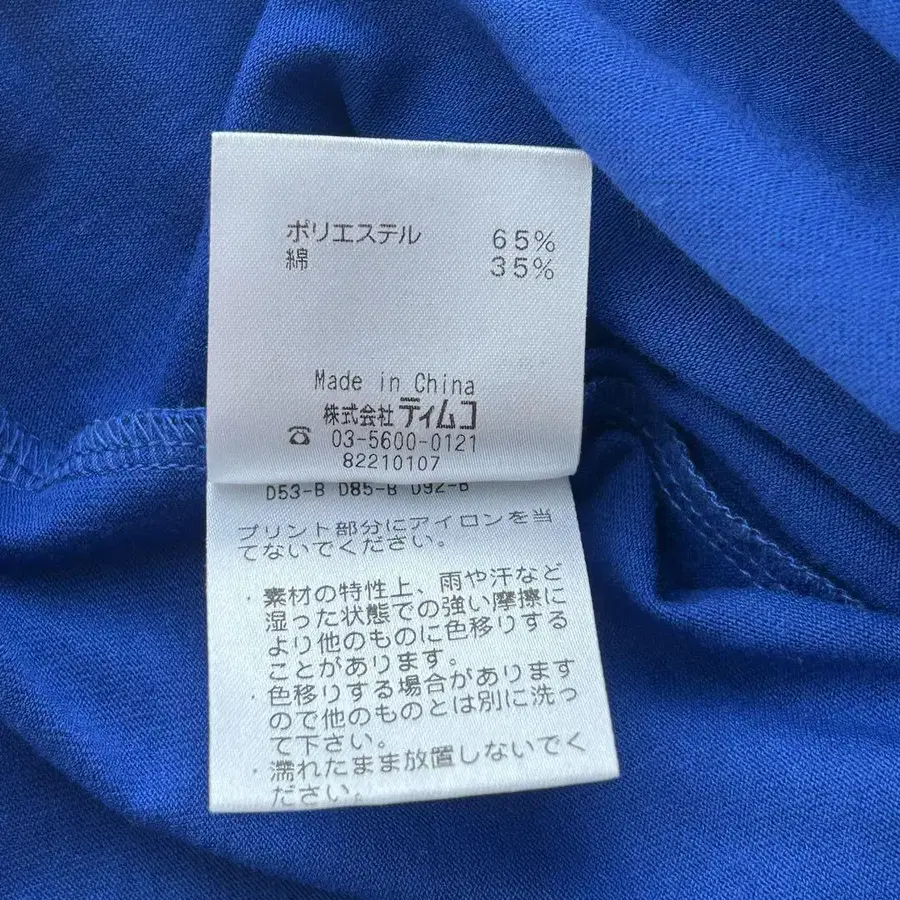 ポリエステル 65%
綿 35%
Made in China
株式会社ティムコ
☎ 03-5600-0121
82210107
D53-B D85-B D92-B
プリント部分にアイロンを当
てないでください。
・素材の特性上、雨や汗など
湿った状態での強い摩擦に
より他のものに色移りする
ことがあります。
・色移りする場合があります
ので他のものとは別に洗っ
て下さい。
・濡れたまま放置しないでく
ださい。